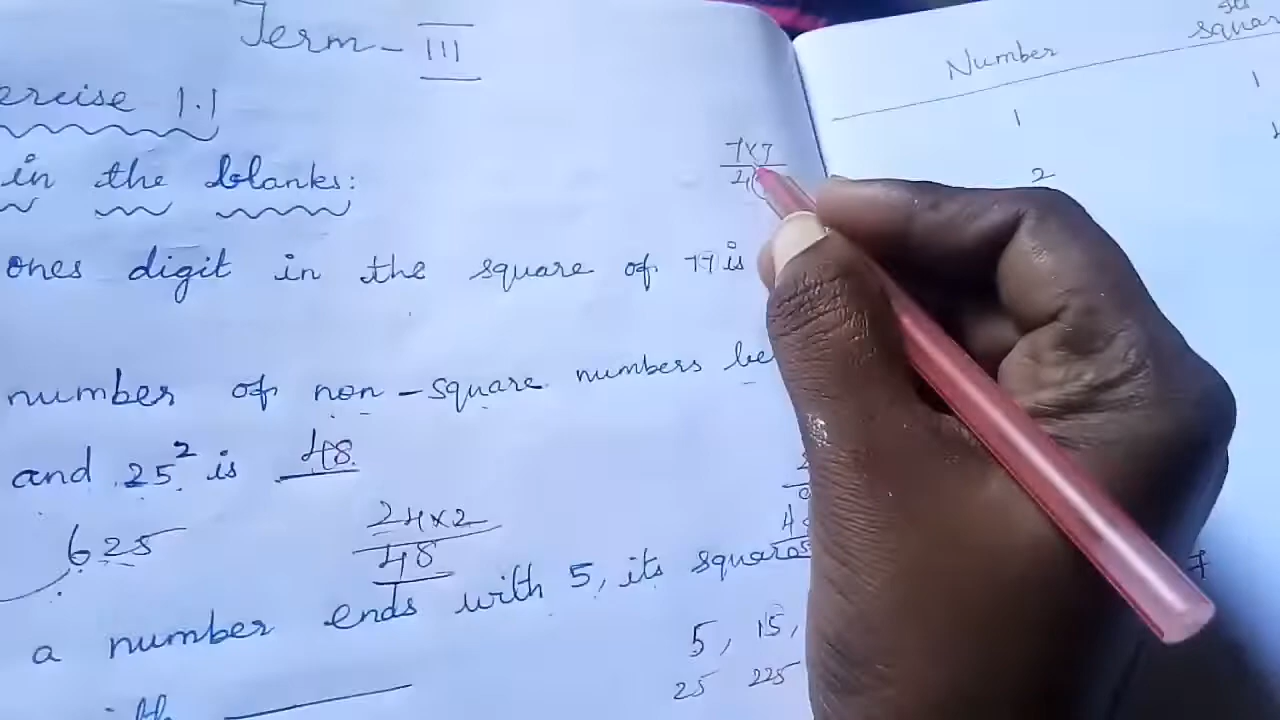 Term - III
ercise 1.1
in the blanks:
7×7
ones digit in the square of 77 is
number of non-square numbers be
and 25² is 48
625
24×2
48
a number ends with 5, its square
5, 15,
25 225
Number
squar
1 1
2